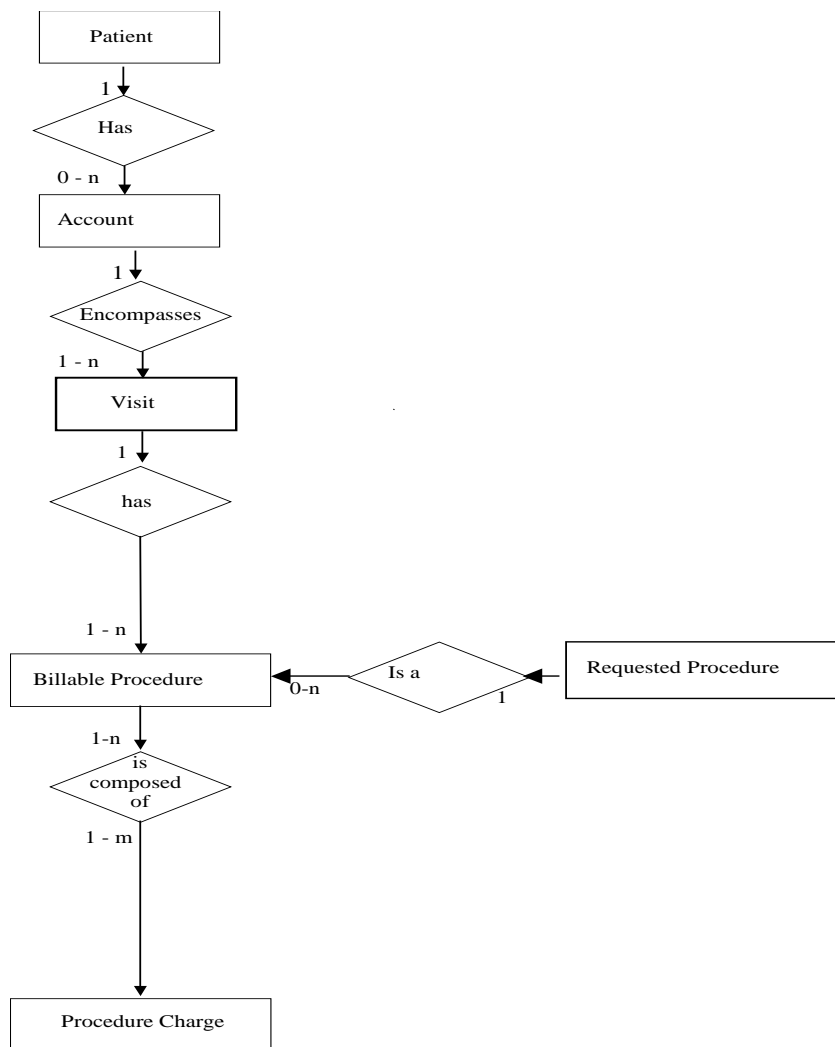 Patient
1
Has
0 - n
Account
1
Encompasses
1 - n
Visit
1
has
1 - n
Billable Procedure
0-n
Is a
1
Requested Procedure
1-n
is
composed
of
1 - m
Procedure Charge